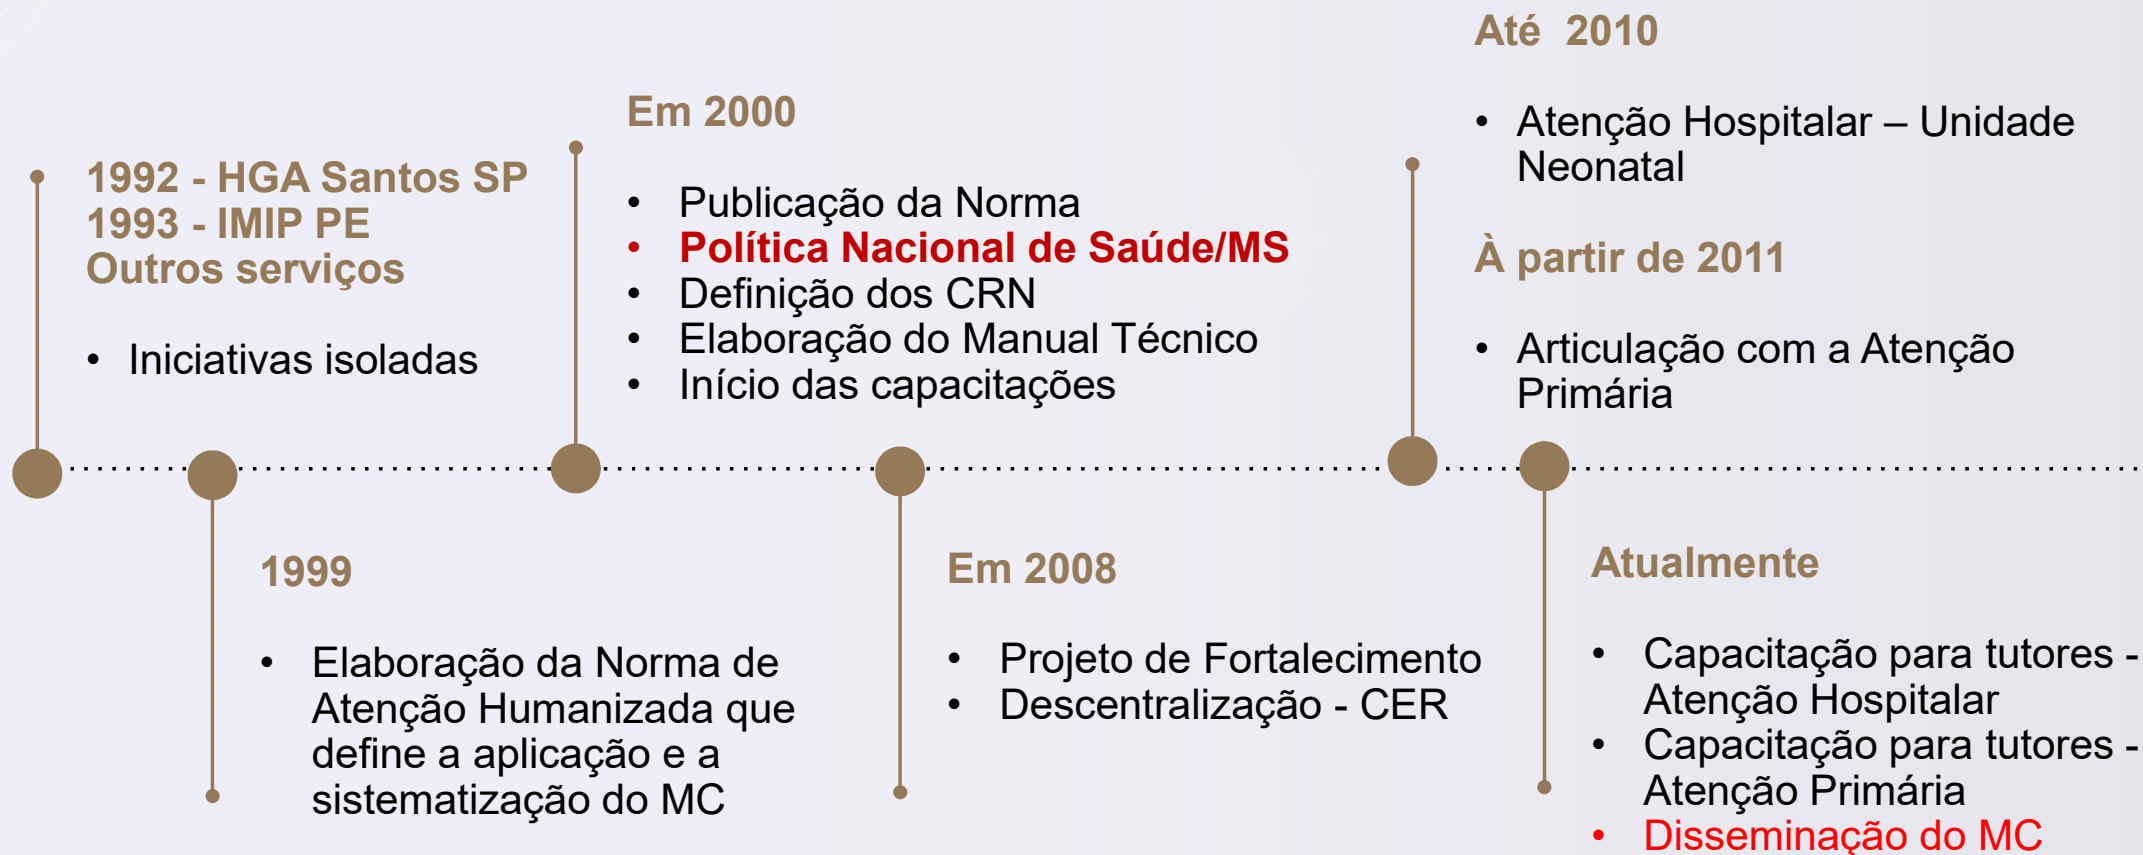 1992 - HGA Santos SP
1993 - IMIP PE
Outros serviços
• Iniciativas isoladas
1999
• Elaboração da Norma de
Atenção Humanizada que
define a aplicação e a
sistematização do MC
Em 2000
• Publicação da Norma
• Política Nacional de Saúde/MS
• Definição dos CRN
• Elaboração do Manual Técnico
• Início das capacitações
Em 2008
• Projeto de Fortalecimento
• Descentralização - CER
Até 2010
• Atenção Hospitalar – Unidade
Neonatal
À partir de 2011
• Articulação com a Atenção
Primária
Atualmente
• Capacitação para tutores -
Atenção Hospitalar
• Capacitação para tutores -
Atenção Primária
• Disseminação do MC